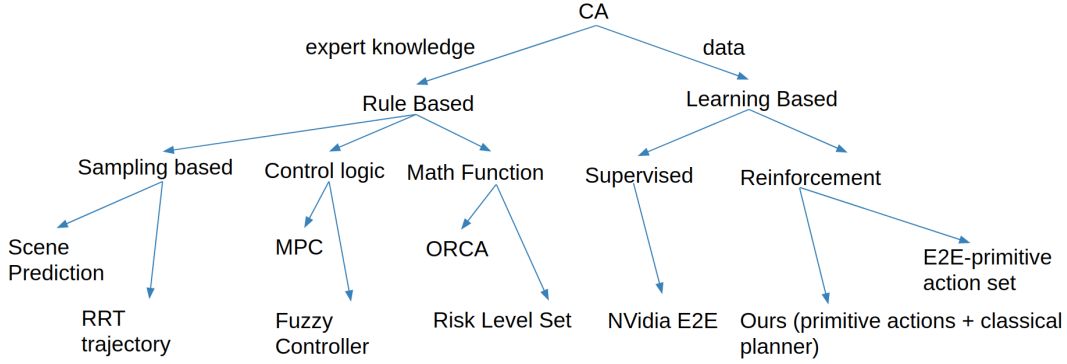 CA
expert knowledge
data
Rule Based
Learning Based
Sampling based
Control logic
Math Function
Supervised
Reinforcement
Scene
Prediction
MPC
ORCA
E2E-primitive
action set
RRT
trajectory
Fuzzy
Controller
Risk Level Set
NVidia E2E
Ours (primitive actions + classical
planner)